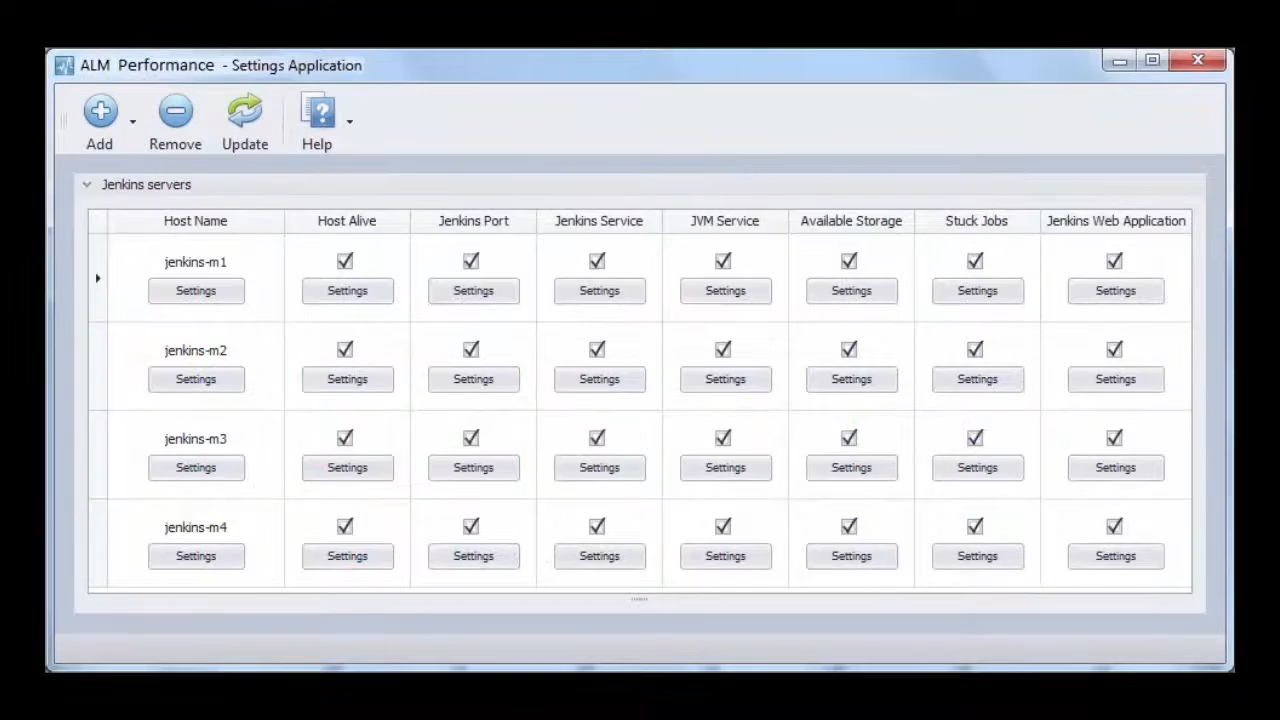 ALM Performance - Settings Application
Add Remove Update Help
Jenkins servers
Host Name Host Alive Jenkins Port Jenkins Service JVM Service Available Storage Stuck Jobs Jenkins Web Application
jenkins-m1
Settings Settings Settings Settings Settings Settings Settings Settings
jenkins-m2
Settings Settings Settings Settings Settings Settings Settings Settings
jenkins-m3
Settings Settings Settings Settings Settings Settings Settings Settings
jenkins-m4
Settings Settings Settings Settings Settings Settings Settings Settings